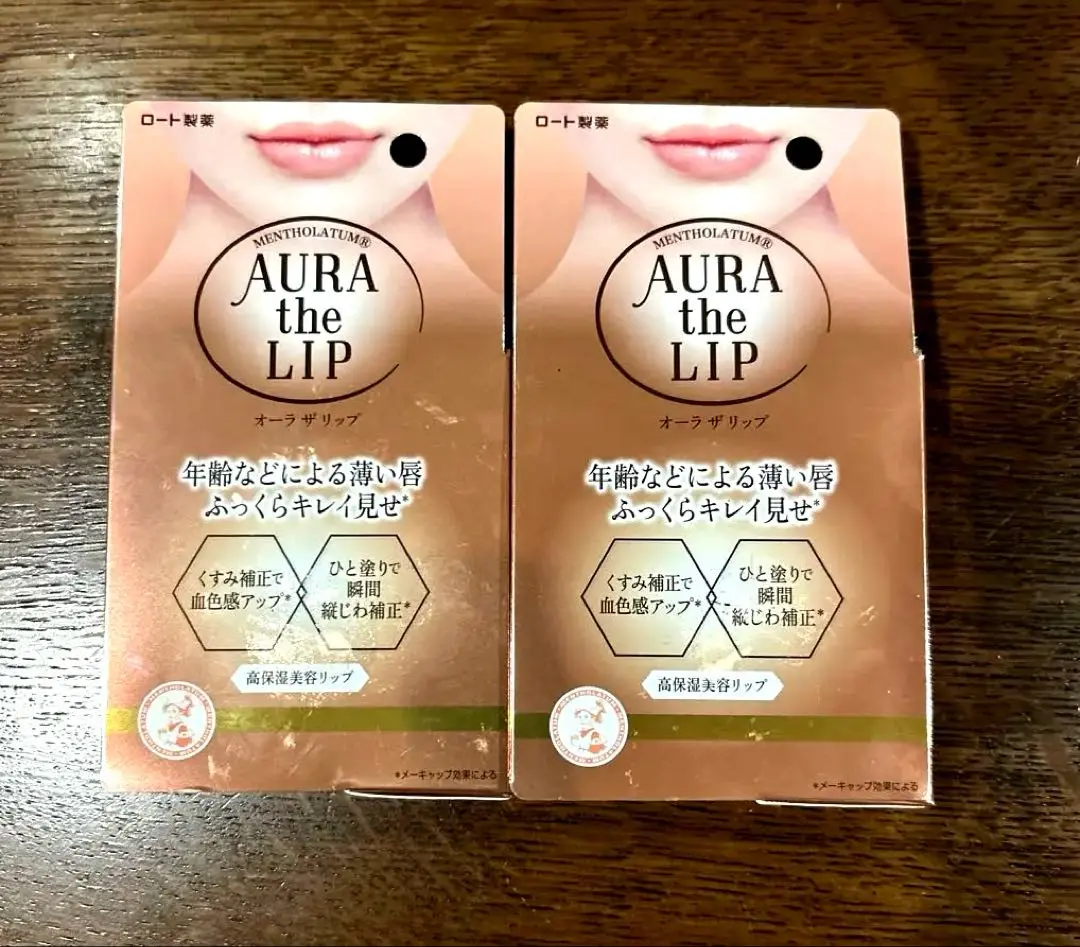 ロート製薬
MENTHOLATUM®
AURA
the
LIP
オーラ ザ リップ
年齢などによる薄い唇
ふっくらキレイ見せ*
くすみ補正で
血色感アップ*
ひと塗りで
瞬間
縦じわ補正*
高保湿美容リップ
MENTHOLATUM
*メーキャップ効果による
ロート製薬
MENTHOLATUM®
AURA
the
LIP
オーラ ザ リップ
年齢などによる薄い唇
ふっくらキレイ見せ*
くすみ補正で
血色感アップ*
ひと塗りで
瞬間
縦じわ補正*
高保湿美容リップ
MENTHOLATUM
*メーキャップ効果による